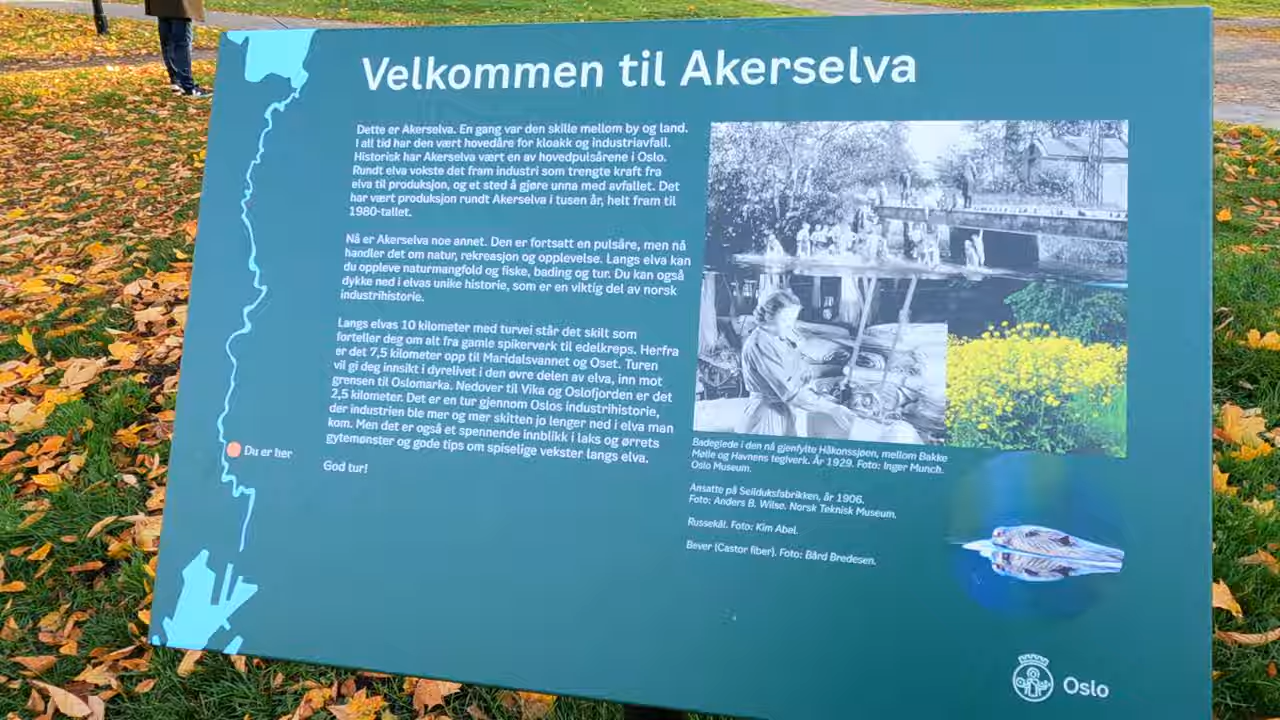 Velkommen til Akerselva
Dette er Akerselva. En gang var den skille mellom by og land.
I all tid har den vært hovedåre for kloakk og industriavfall.
Historisk har Akerselva vært en av hovedpulsårene i Oslo.
Rundt elva vokste det fram industri som trengte kraft fra
elva til produksjon, og et sted å gjøre unna med avfallet. Det
har vært produksjon rundt Akerselva i tusen år, helt fram til
1980-tallet.
Nå er Akerselva noe annet. Den er fortsatt en pulsåre, men nå
handler det om natur, rekreasjon og opplevelse. Langs elva kan
du oppleve naturmangfold og fiske, bading og tur. Du kan også
dykke ned i elvas unike historie, som er en viktig del av norsk
industrihistorie.
Langs elvas 10 kilometer med turvei står det skilt som
forteller deg om alt fra gamle spikerverk til edelkreps. Herfra
er det 7,5 kilometer opp til Maridalsvannet og Oset. Turen
vil gi deg innsikt i dyrelivet i den øvre delen av elva, inn mot
grensen til Oslomarka. Nedover til Vika og Oslofjorden er det
2,5 kilometer. Det er en tur gjennom Oslos industrihistorie,
der industrien ble mer og mer skitten jo lenger ned i elva man
kom. Men det er også et spennende innblikk i laks og ørrets
gytemønster og gode tips om spiselige vekster langs elva.
God tur!
Du er her
Badeglede i den nå gjenfylte Håkonssjøen, mellom Bakke
Mølle og Havnens teglverk. År 1929. Foto: Inger Munch.
Oslo Museum.
Ansatte på Seilduksfabrikken, år 1906.
Foto: Anders B. Wilse. Norsk Teknisk Museum.
Russekål. Foto: Kim Abel.
Bever (Castor fiber). Foto: Bård Bredesen.
Oslo